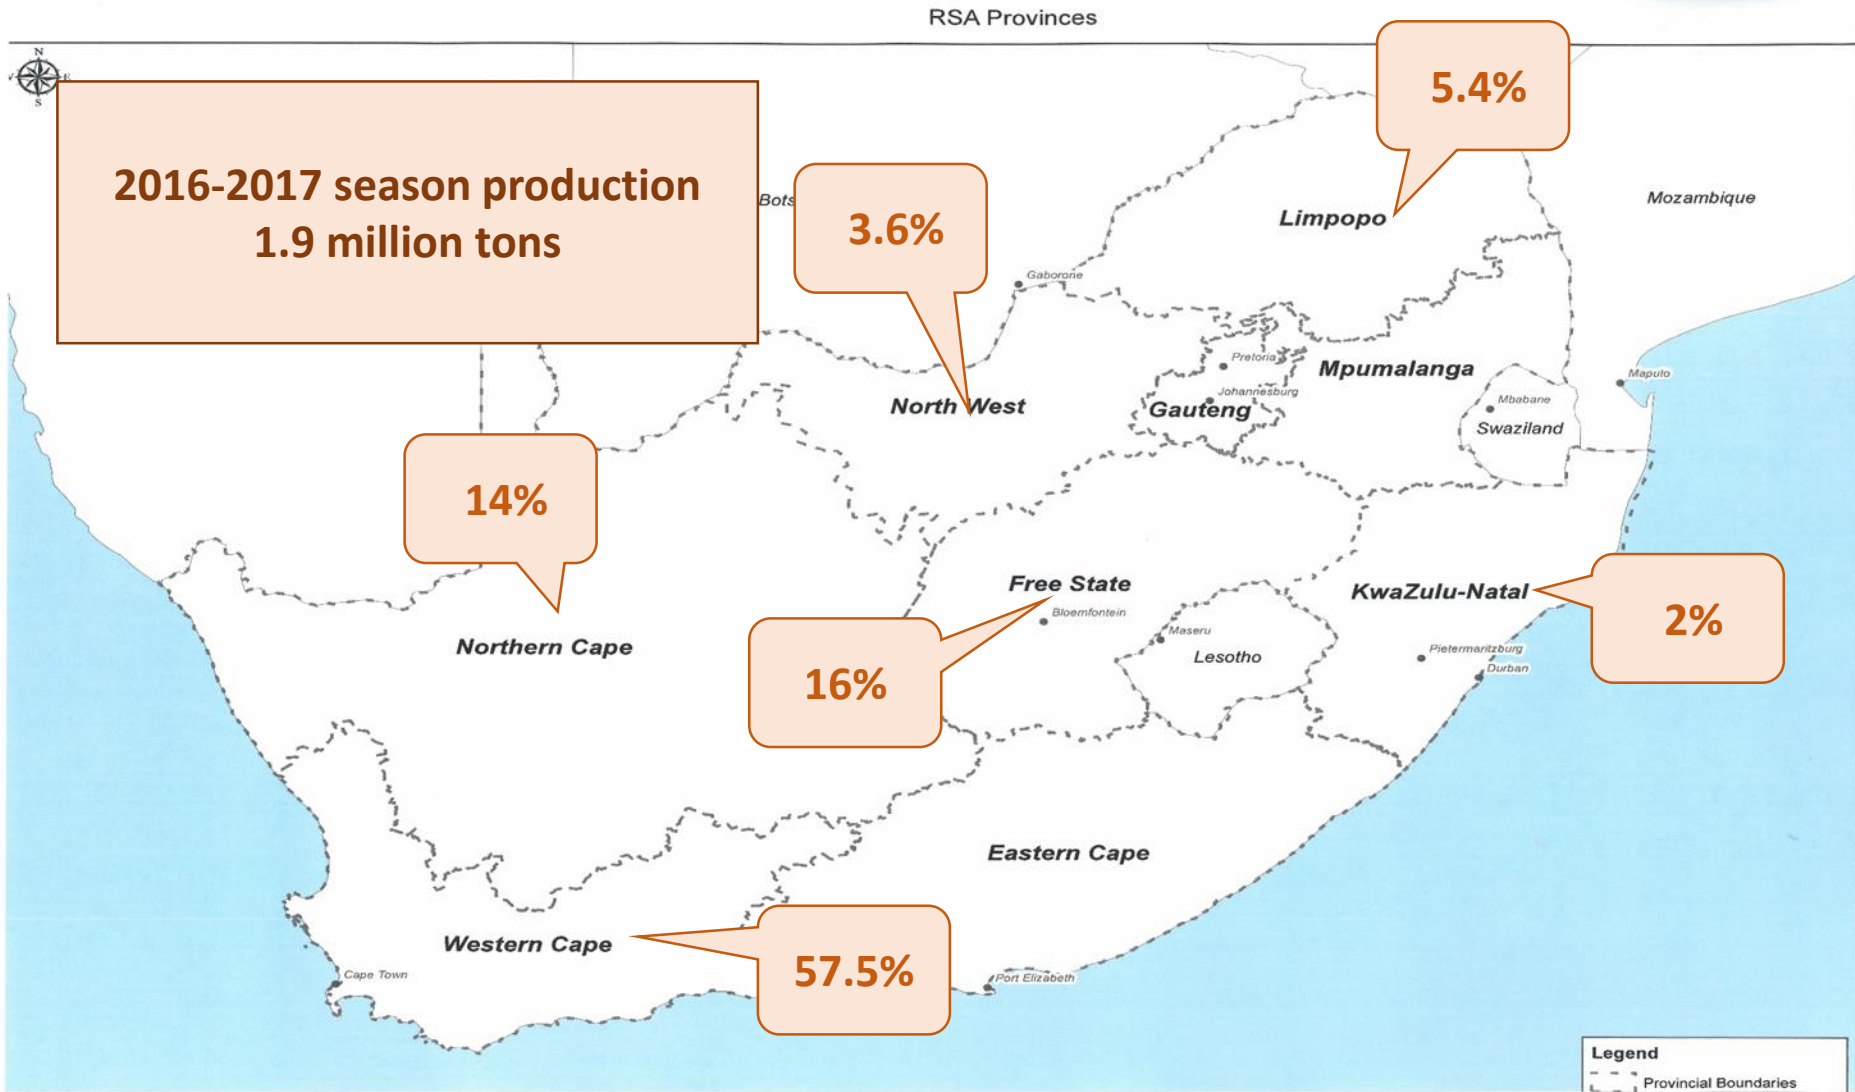 RSA Provinces
N
E
S
5.4%
2016-2017 season production
1.9 million tons
Bots
3.6%
Limpopo
Mozambique
Gaborone
Pretoria
Mpumalanga
Mapulo
Johannesburg
North West
Gauteng
Mbabane
Swaziland
14%
Free State
KwaZulu-Natal
Bloemfontein
2%
Northern Cape
Maseru
Lesotho
Pietermaritzburg
Durban
16%
Eastern Cape
Western Cape
57.5%
Cape Town
Port Elizabeth
Legend
Provincial Boundaries